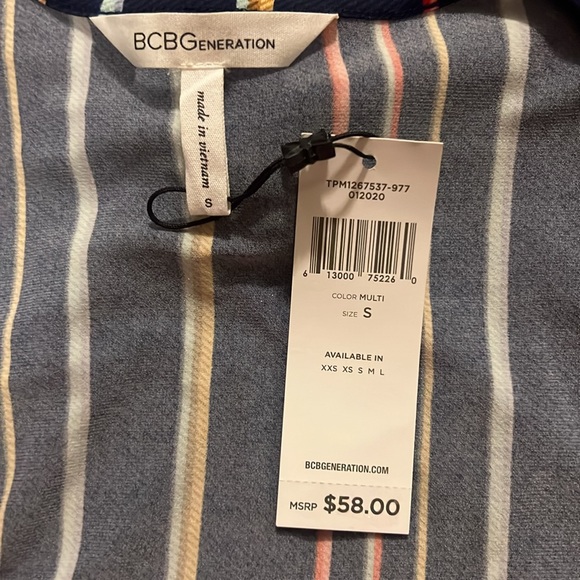 BCBGENERATION
made in vietnam
S
TPM1267537-977
012020
6 13000 75226 0
COLOR MULTI
SIZE S
AVAILABLE IN
XXS XS S M L
BCBGENERATION.COM
MSRP $58.00